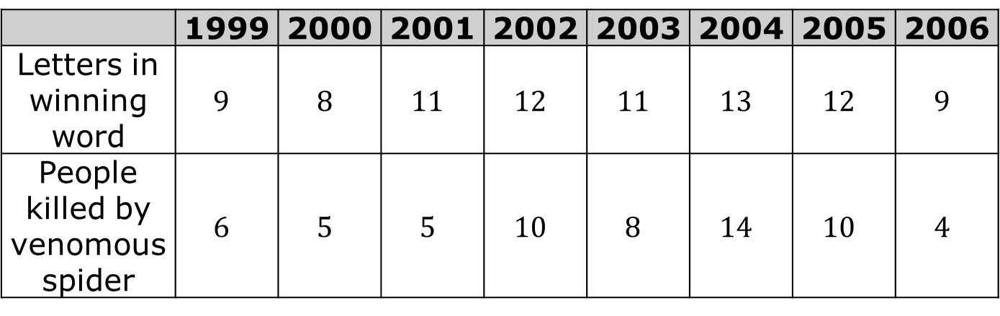 1999 2000 2001 2002 2003 2004 2005 2006
Letters in
winning
word
9 8 11 12 11 13 12 9
People
killed by
venomous
spider
6 5 5 10 8 14 10 4